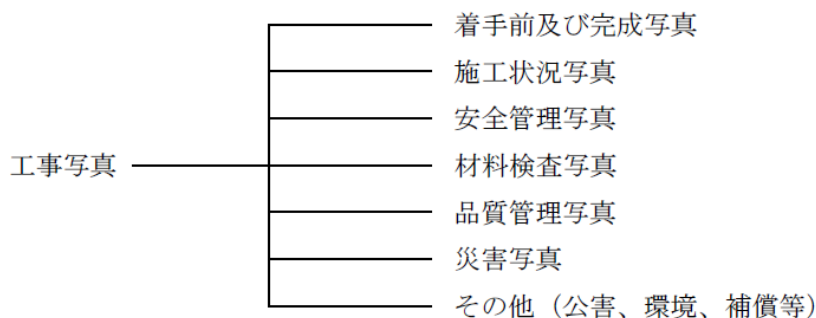 着手前及び完成写真
施工状況写真
安全管理写真
工事写真
材料検査写真
品質管理写真
災害写真
その他（公害、環境、補償等）